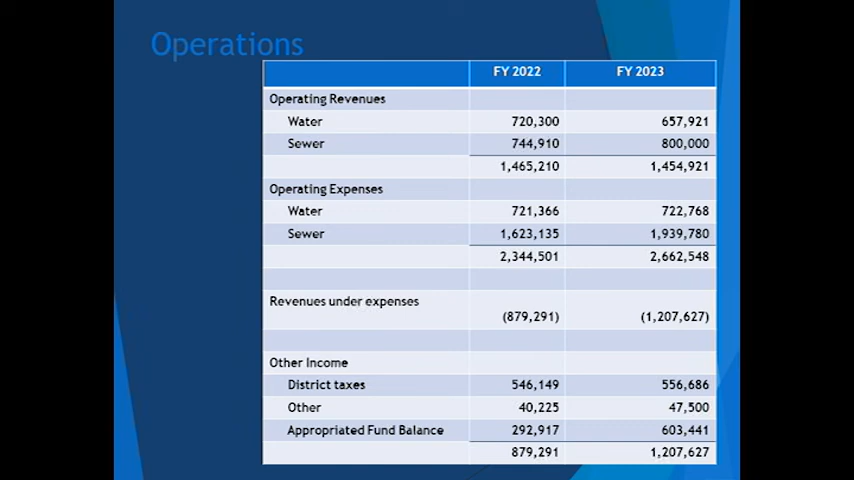 Operations
FY 2022 FY 2023
Operating Revenues
Water 720,300 657,921
Sewer 744,910 800,000
1,465,210 1,454,921
Operating Expenses
Water 721,366 722,768
Sewer 1,623,135 1,939,780
2,344,501 2,662,548
Revenues under expenses
(879,291) (1,207,627)
Other Income
District taxes 546,149 556,686
Other 40,225 47,500
Appropriated Fund Balance 292,917 603,441
879,291 1,207,627